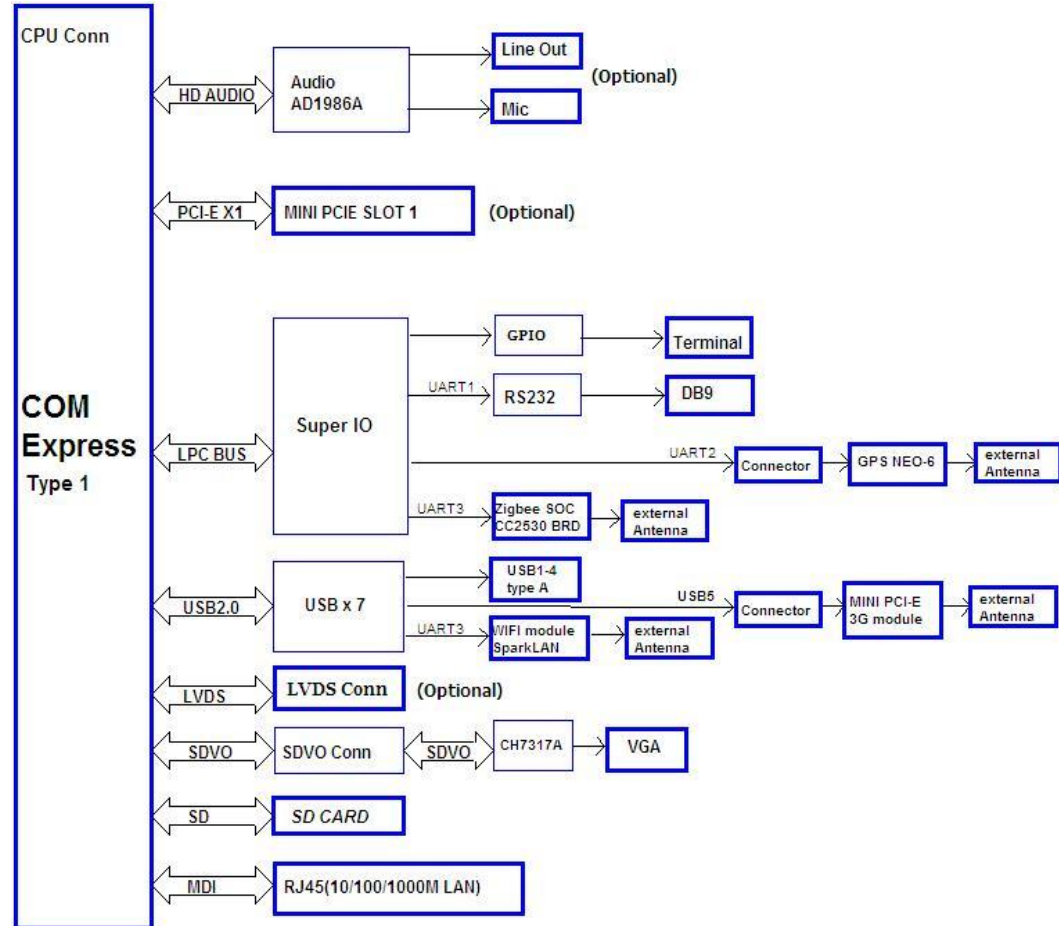 CPU Conn
COM
Express
Type 1
HD AUDIO
Audio
AD1986A
Line Out
Mic
(Optional)
PCI-E X1
MINI PCIE SLOT 1
(Optional)
LPC BUS
Super IO
GPIO
Terminal
UART1
RS232
DB9
UART2
Connector
GPS NEO-6
external
Antenna
UART3
Zigbee SOC
CC2530 BRD
external
Antenna
USB2.0
USB x 7
USB1-4
type A
USB5
Connector
MINI PCI-E
3G module
external
Antenna
UART3
WIFI module
SparkLAN
external
Antenna
LVDS
LVDS Conn
(Optional)
SDVO
SDVO Conn
SDVO
CH7317A
VGA
SD
SD CARD
MDI
RJ45(10/100/1000M LAN)